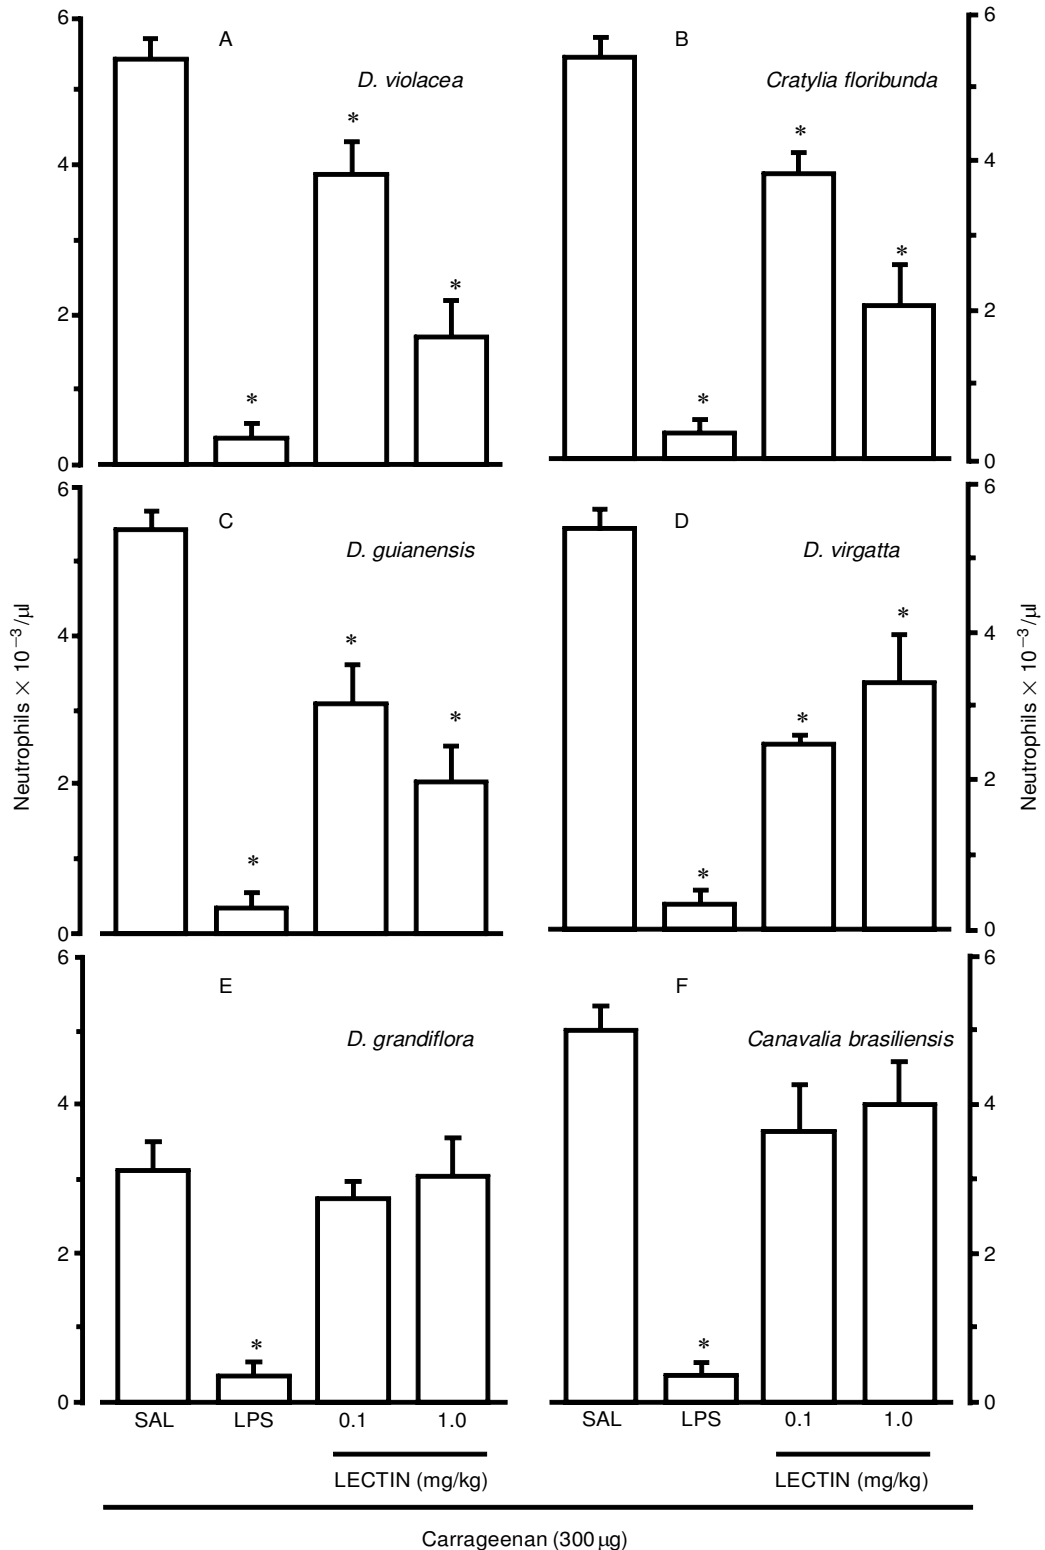 6
A
D. violacea
*
4
*
2
*
0
6
B
Cratylia floribunda
*
4
*
2
*
0
6
C
D. guianensis
*
4
*
2
*
0
6
D
D. virgatta
*
4
*
2
*
0
6
E
D. grandiflora
4
2
*
0
6
F
Canavalia brasiliensis
4
2
*
0
Neutrophils × 10⁻³/μl
Neutrophils × 10⁻³/μl
SAL LPS 0.1 1.0
SAL LPS 0.1 1.0
LECTIN (mg/kg)
LECTIN (mg/kg)
Carrageenan (300 μg)